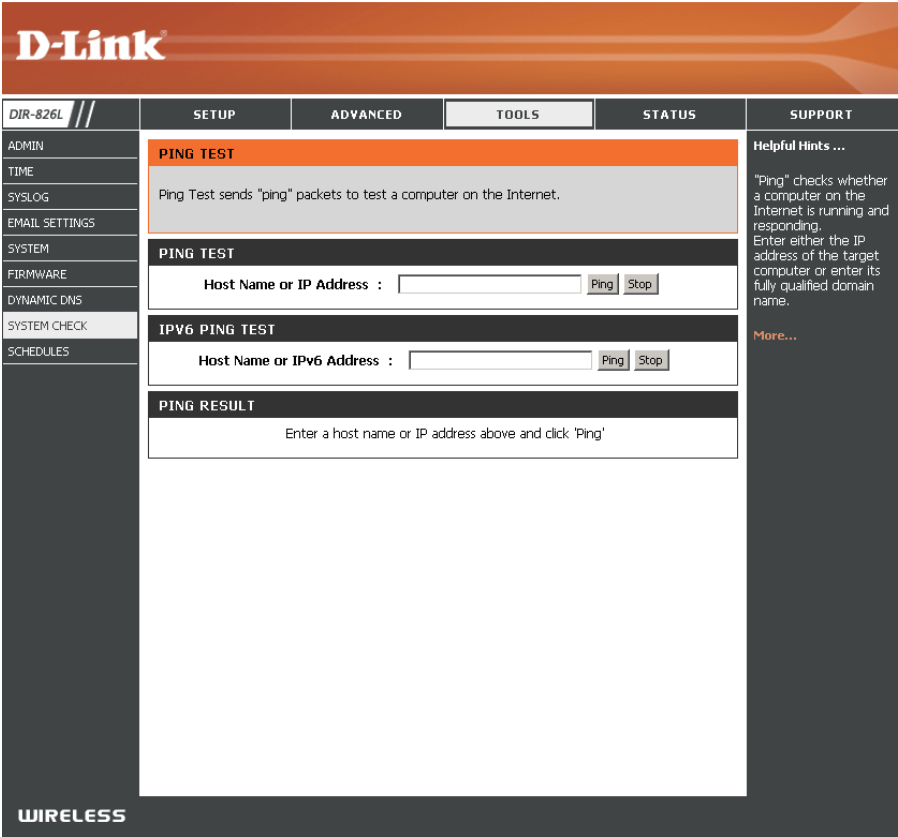 D-Link®
DIR-826L
SETUP
ADVANCED
TOOLS
STATUS
SUPPORT
ADMIN
TIME
SYSLOG
EMAIL SETTINGS
SYSTEM
FIRMWARE
DYNAMIC DNS
SYSTEM CHECK
SCHEDULES
PING TEST
Ping Test sends "ping" packets to test a computer on the Internet.
PING TEST
Host Name or IP Address :
Ping
Stop
IPV6 PING TEST
Host Name or IPv6 Address :
Ping
Stop
PING RESULT
Enter a host name or IP address above and click 'Ping'
Helpful Hints ...
"Ping" checks whether
a computer on the
Internet is running and
responding.
Enter either the IP
address of the target
computer or enter its
fully qualified domain
name.
More...
WIRELESS